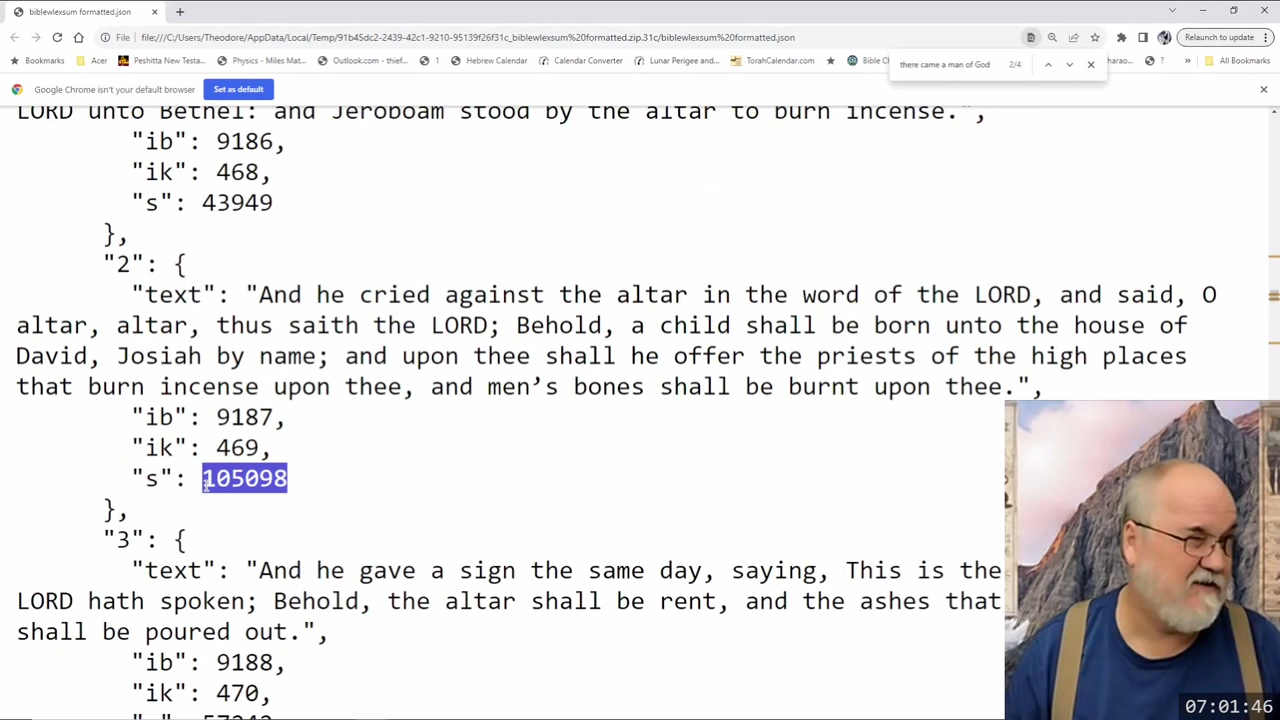 biblewlexsum formatted.json
File file:///C:/Users/Theodore/AppData/Local/Temp/91b45dc2-2439-42c1-9210-95139f26f31c_biblewlexsum%20formatted.zip.31c/biblewlexsum%20formatted.json
Relaunch to update
Bookmarks Acer Peshitta New Testa... Physics - Miles Mat... Outlook.com - thief... 1 Hebrew Calendar Calendar Converter Lunar Perigee and... TorahCalendar.com Bible Ch harao... ? » All Bookmarks
there came a man of God 2/4
Google Chrome isn't your default browser Set as default
LORD unto Bethel: and Jeroboam stood by the altar to burn incense.",
"ib": 9186,
"ik": 468,
"s": 43949
},
"2": {
"text": "And he cried against the altar in the word of the LORD, and said, O
altar, altar, thus saith the LORD; Behold, a child shall be born unto the house of
David, Josiah by name; and upon thee shall he offer the priests of the high places
that burn incense upon thee, and men’s bones shall be burnt upon thee.",
"ib": 9187,
"ik": 469,
"s": 105098
},
"3": {
"text": "And he gave a sign the same day, saying, This is the
LORD hath spoken; Behold, the altar shall be rent, and the ashes that
shall be poured out.",
"ib": 9188,
"ik": 470,
07:01:46